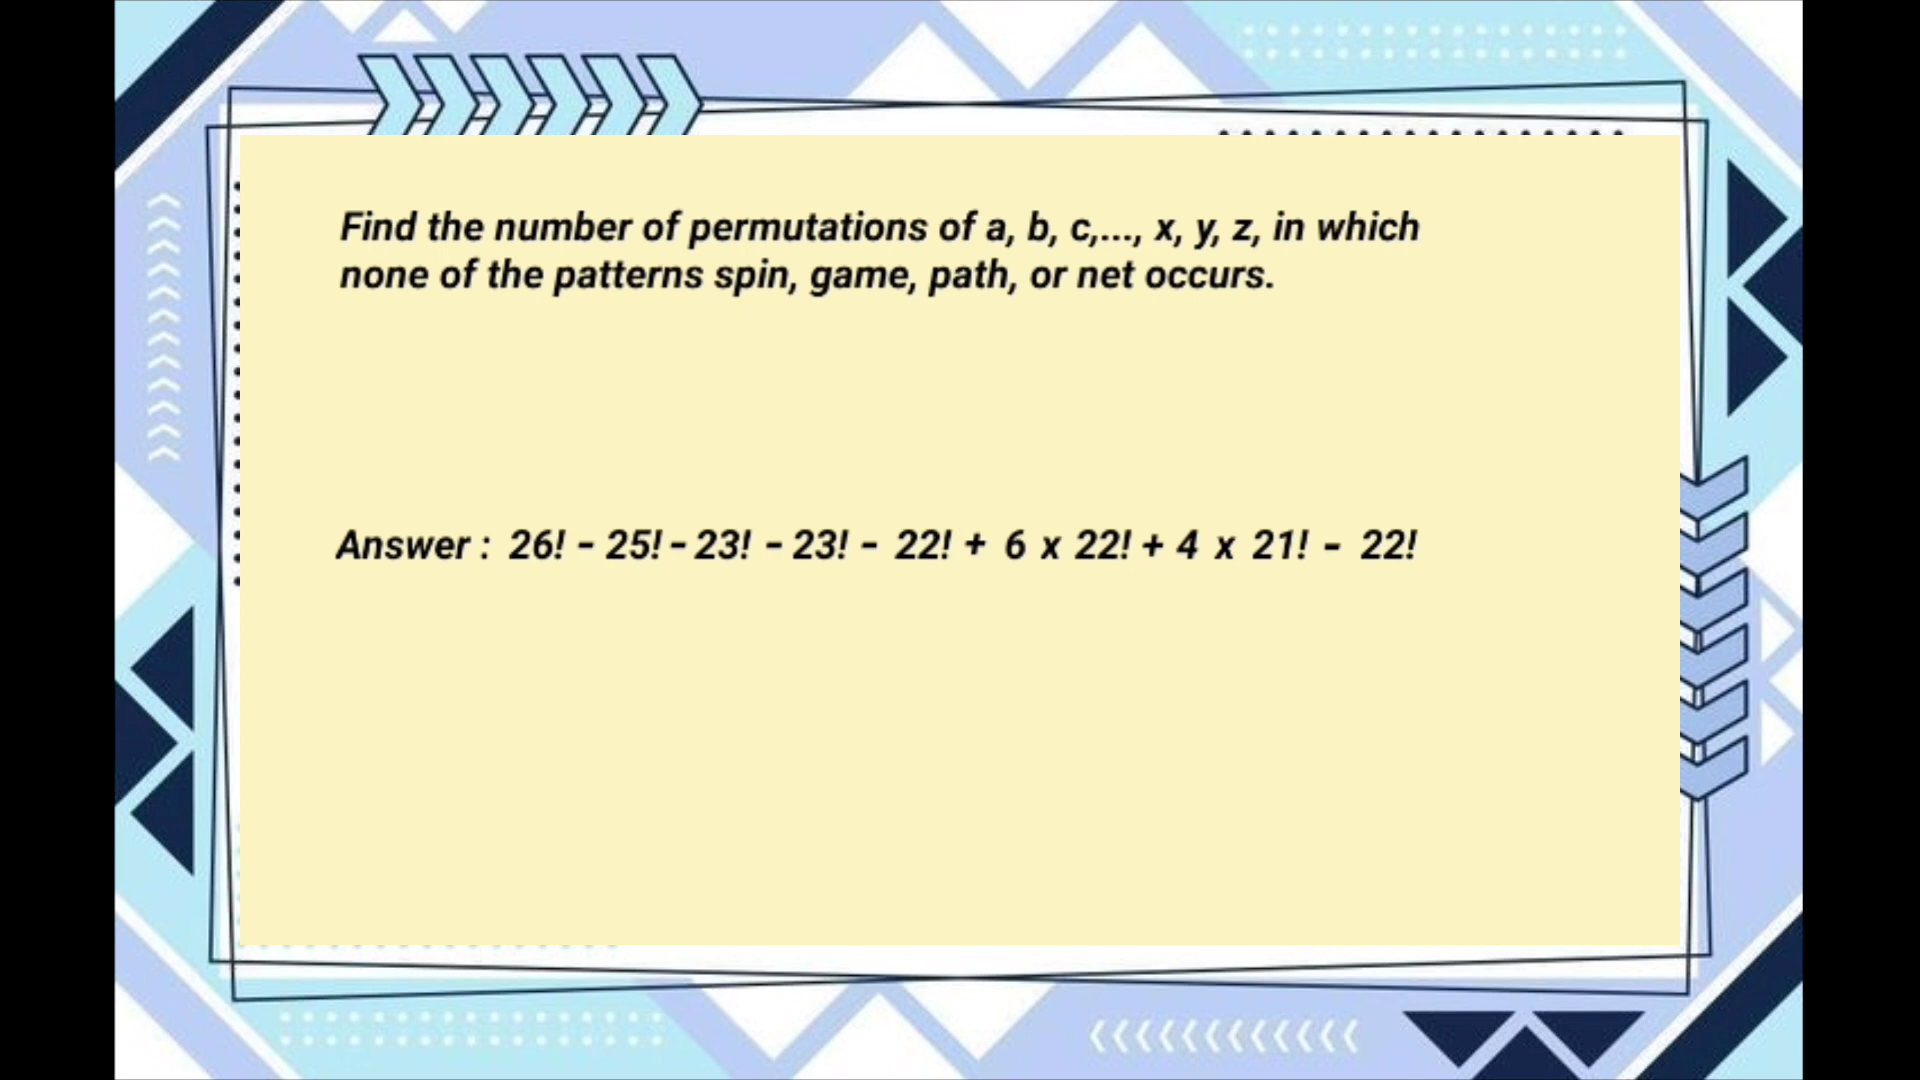 Find the number of permutations of a, b, c,..., x, y, z, in which
none of the patterns spin, game, path, or net occurs.
Answer : 26! - 25! - 23! - 23! - 22! + 6 x 22! + 4 x 21! - 22!